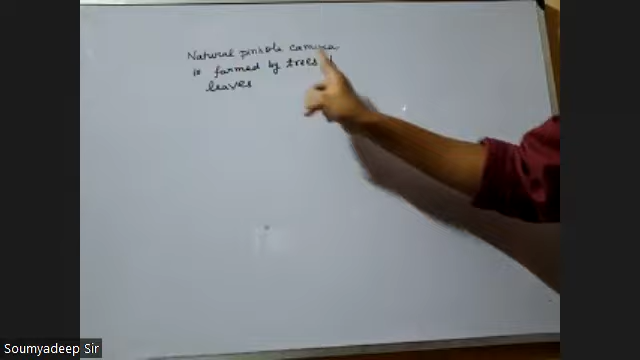 Natural pinhole camera
is formed by trees
leaves
Soumyadeep Sir